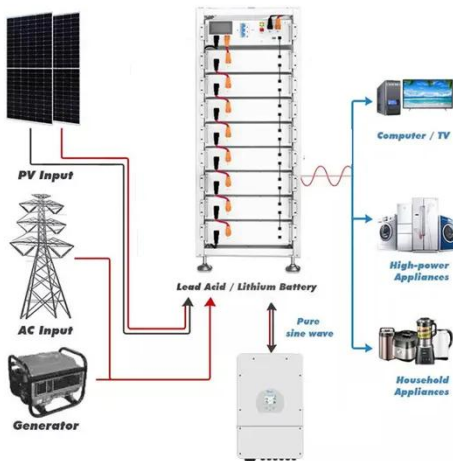 PV Input
AC Input
Generator
Lead Acid / Lithium Battery
Pure
sine wave
Computer / TV
High-power
Appliances
Household
Appliances